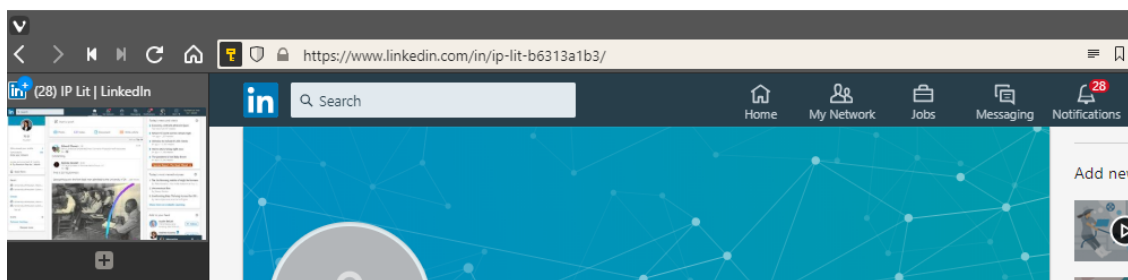 https://www.linkedin.com/in/ip-lit-b6313a1b3/
(28) IP Lit | LinkedIn
in
Search
Home
My Network
Jobs
Messaging
28
Notifications
Add nev